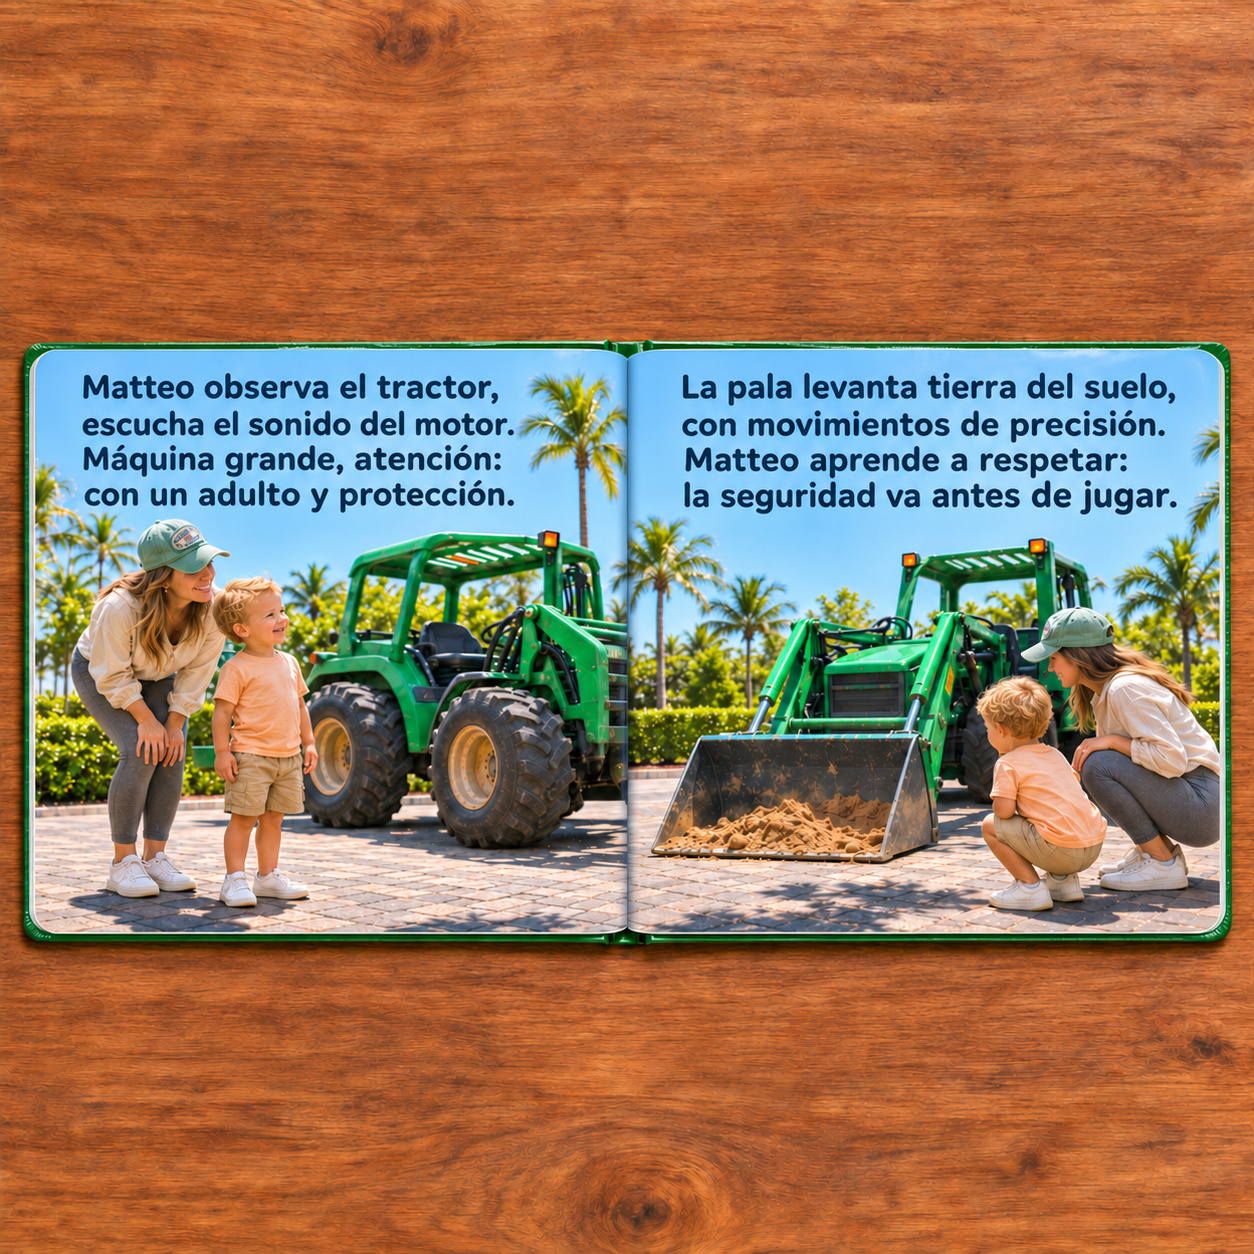 Matteo observa el tractor,
escucha el sonido del motor.
Máquina grande, atención:
con un adulto y protección.
La pala levanta tierra del suelo,
con movimientos de precisión.
Matteo aprende a respetar:
la seguridad va antes de jugar.